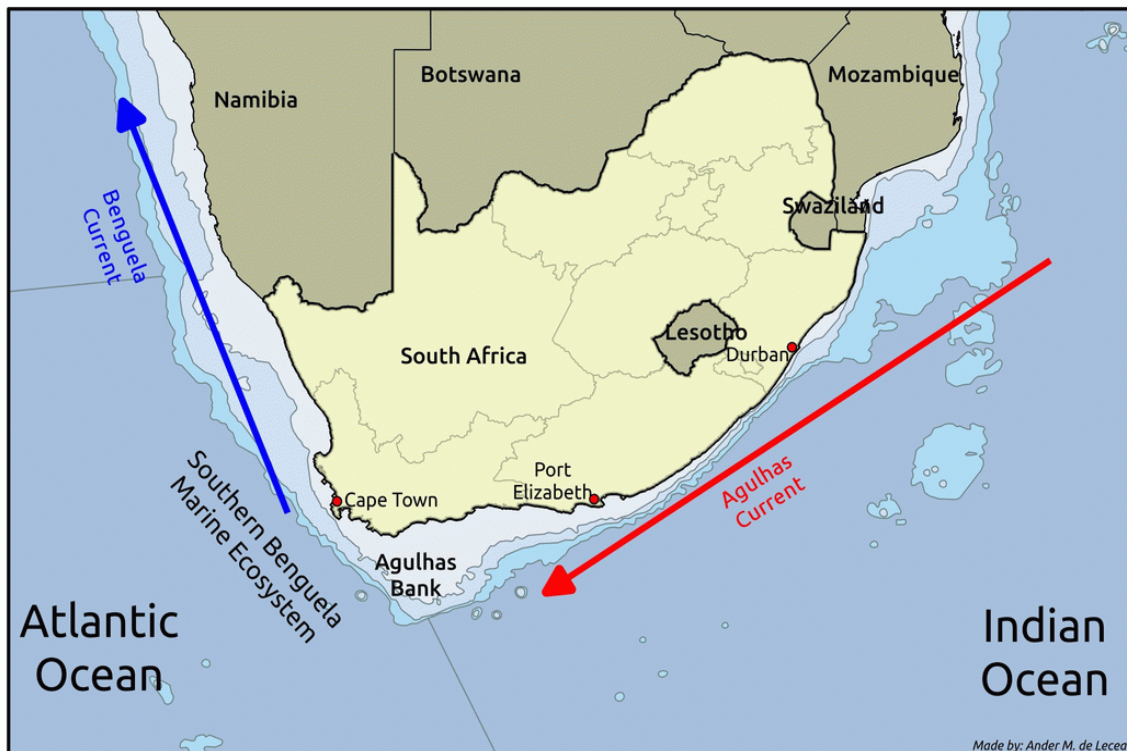 Botswana
Mozambique
Namibia
Benguela
Current
Swaziland
Lesotho
Durban
South Africa
Port
Elizabeth
Cape Town
Agulhas
Current
Southern Benguela
Marine Ecosystem
Agulhas
Bank
Atlantic
Ocean
Indian
Ocean
Made by: Ander M. de Lecea